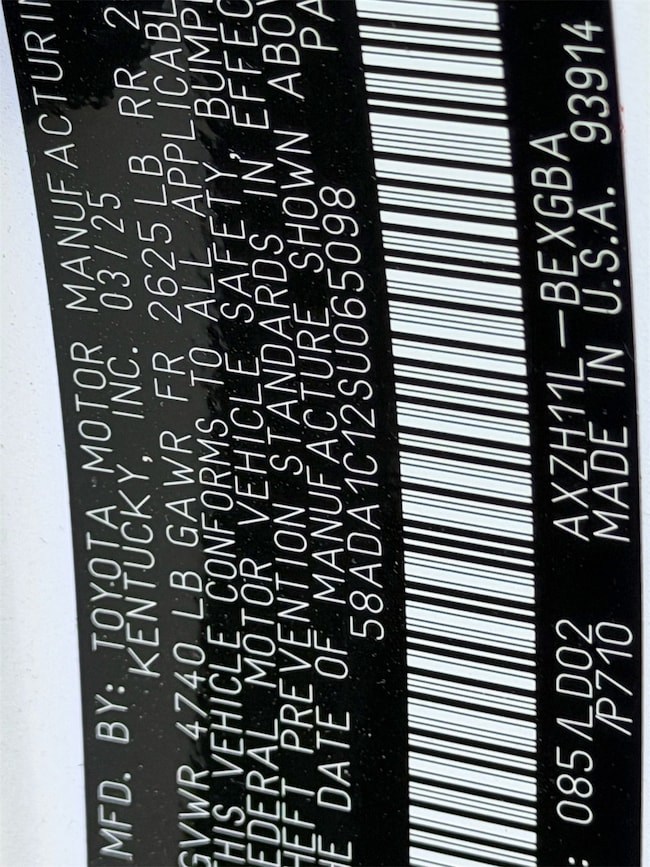 MFD. BY: TOYOTA MOTOR MANUFACTURIN
KENTUCKY, INC. 03/25
GVWR 4740 LB GAWR FR 2625 LB RR 2
THIS VEHICLE CONFORMS TO ALL APPLICABL
FEDERAL MOTOR VEHICLE SAFETY, BUMPE
THEFT PREVENTION STANDARDS IN EFFEC
THE DATE OF MANUFACTURE SHOWN ABOV
58ADA1C12SU065098 PA
: 085/LD02 AXZH11L-BEXGBA
/P710 MADE IN U.S.A. 93914